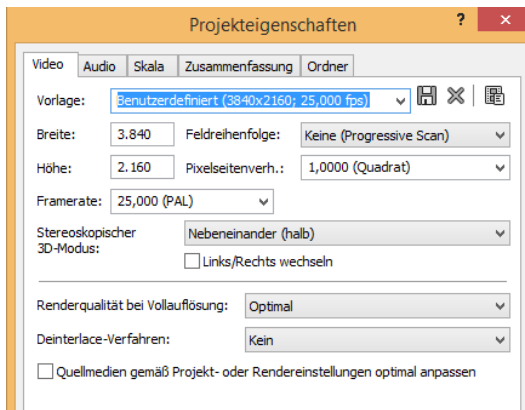 Projekteigenschaften ? ×
Video Audio Skala Zusammenfassung Ordner
Vorlage: Benutzerdefiniert (3840x2160; 25,000 fps)
Breite: 3.840 Feldreihenfolge: Keine (Progressive Scan)
Höhe: 2.160 Pixelseitenverh.: 1,0000 (Quadrat)
Framerate: 25,000 (PAL)
Stereoskopischer Nebeneinander (halb)
3D-Modus:
Links/Rechts wechseln
Renderqualität bei Vollauflösung: Optimal
Deinterlace-Verfahren: Kein
Quellmedien gemäß Projekt- oder Rendereinstellungen optimal anpassen